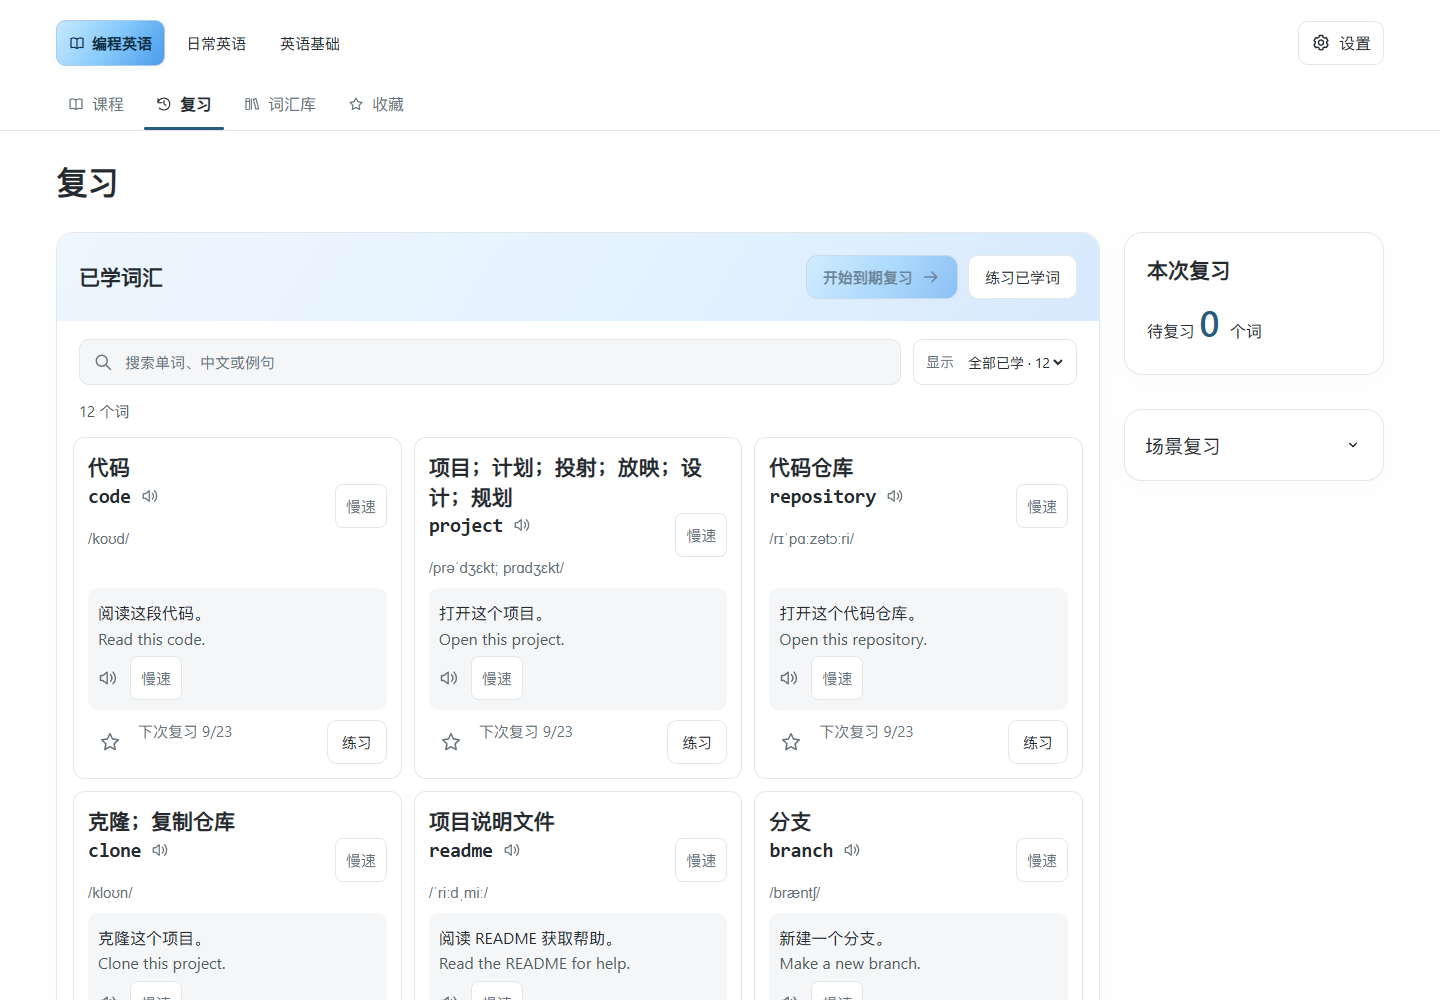 编程英语
日常英语
英语基础
设置
课程
复习
词汇库
收藏
复习
已学词汇
开始到期复习
练习已学词
搜索单词、中文或例句
显示 全部已学 · 12
12 个词
代码
code
慢速
/koʊd/
阅读这段代码。
Read this code.
慢速
下次复习 9/23
练习
项目；计划；投射；放映；设
计；规划
project
慢速
/prəˈdʒɛkt; prɑdʒɛkt/
打开这个项目。
Open this project.
慢速
下次复习 9/23
练习
代码仓库
repository
慢速
/rɪˈpɑːzətɔːri/
打开这个代码仓库。
Open this repository.
慢速
下次复习 9/23
练习
克隆；复制仓库
clone
慢速
/kloʊn/
克隆这个项目。
Clone this project.
慢速
项目说明文件
readme
慢速
/ˈriːdˌmiː/
阅读 README 获取帮助。
Read the README for help.
慢速
分支
branch
慢速
/bræntʃ/
新建一个分支。
Make a new branch.
慢速
本次复习
待复习 0 个词
场景复习